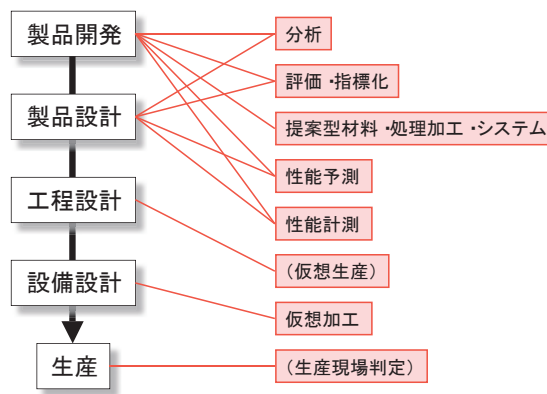 製品開発
製品設計
工程設計
設備設計
生産
分析
評価・指標化
提案型材料・処理加工・システム
性能予測
性能計測
（仮想生産）
仮想加工
（生産現場判定）